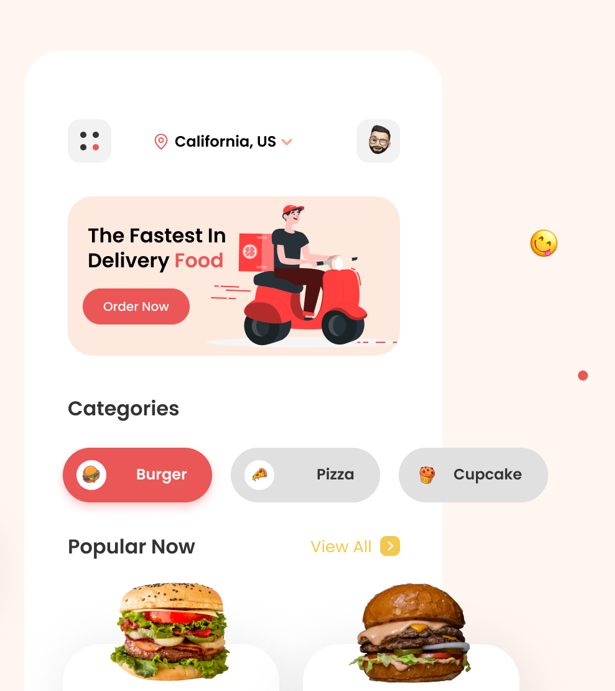 California, US
The Fastest In
Delivery Food
Order Now
Categories
Burger
Pizza
Cupcake
Popular Now
View All